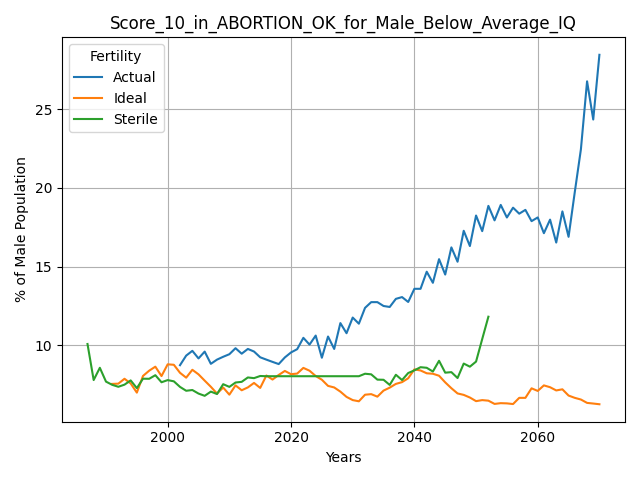 Score_10_in_ABORTION_OK_for_Male_Below_Average_IQ
Fertility
Actual
Ideal
Sterile
% of Male Population
25
20
15
10
2000
2020
2040
2060
Years